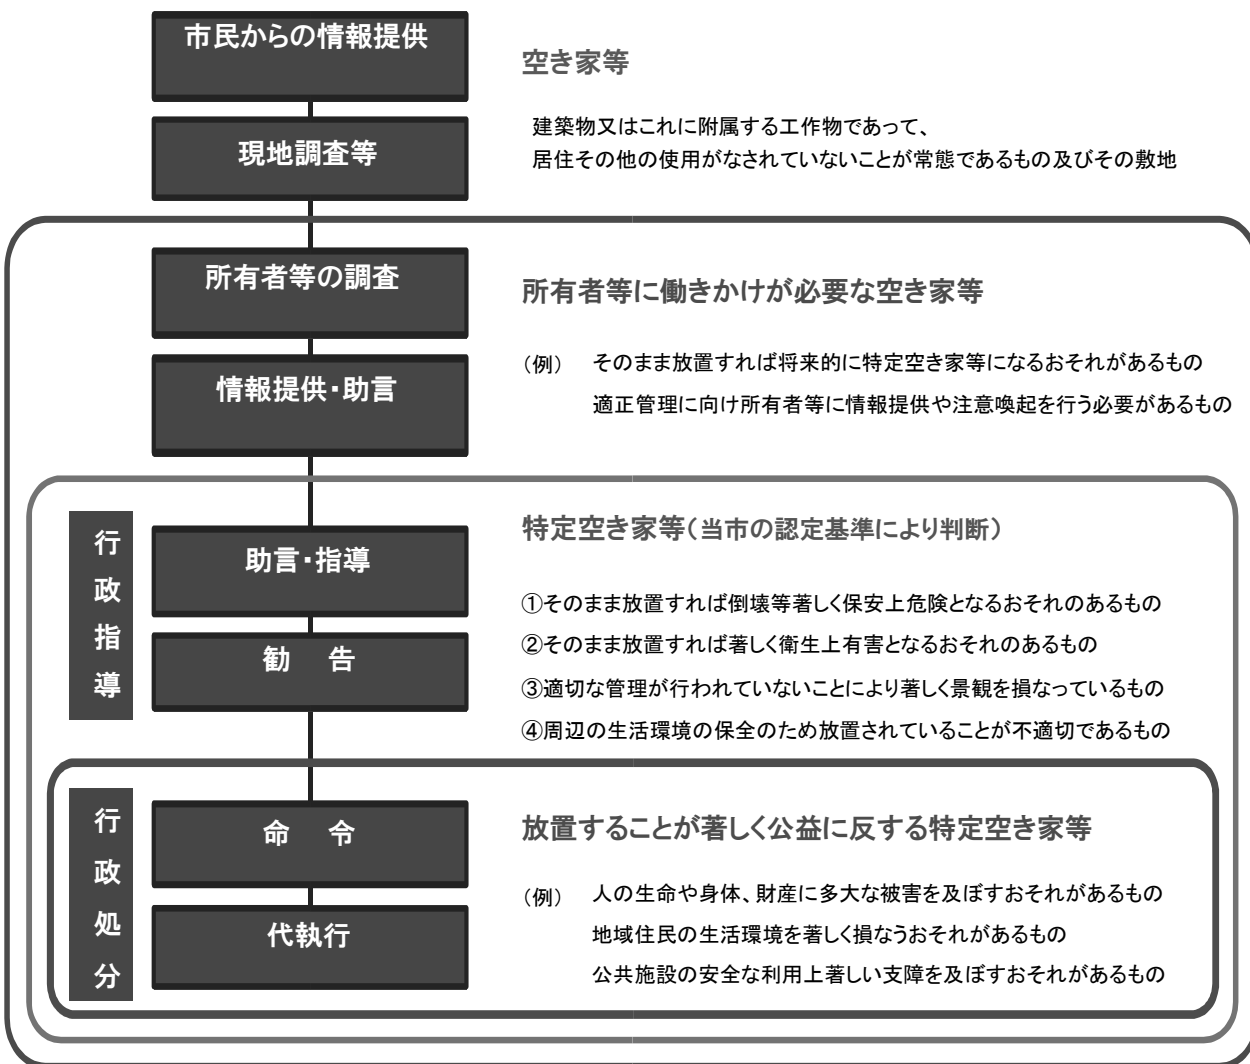 市民からの情報提供
現地調査等
空き家等
建築物又はこれに附属する工作物であって、
居住その他の使用がなされていないことが常態であるもの及びその敷地
所有者等の調査
情報提供・助言
所有者等に働きかけが必要な空き家等
（例）　そのまま放置すれば将来的に特定空き家等になるおそれがあるもの
適正管理に向け所有者等に情報提供や注意喚起を行う必要があるもの
行政指導
助言・指導
勧　告
特定空き家等（当市の認定基準により判断）
①そのまま放置すれば倒壊等著しく保安上危険となるおそれのあるもの
②そのまま放置すれば著しく衛生上有害となるおそれのあるもの
③適切な管理が行われていないことにより著しく景観を損なっているもの
④周辺の生活環境の保全のため放置されていることが不適切であるもの
行政処分
命　令
代執行
放置することが著しく公益に反する特定空き家等
（例）　人の生命や身体、財産に多大な被害を及ぼすおそれがあるもの
地域住民の生活環境を著しく損なうおそれがあるもの
公共施設の安全な利用上著しい支障を及ぼすおそれがあるもの